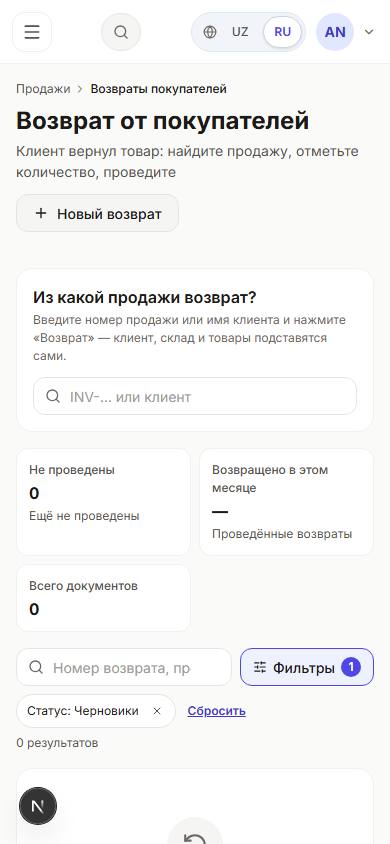 UZ
RU
AN
Продажи
Возвраты покупателей
Возврат от покупателей
Клиент вернул товар: найдите продажу, отметьте
количество, проведите
Новый возврат
Из какой продажи возврат?
Введите номер продажи или имя клиента и нажмите
«Возврат» — клиент, склад и товары подставятся
сами.
INV-... или клиент
Не проведены
0
Ещё не проведены
Возвращено в этом
месяце
—
Проведённые возвраты
Всего документов
0
Номер возврата, пр
Фильтры
1
Статус: Черновики
Сбросить
0 результатов
N